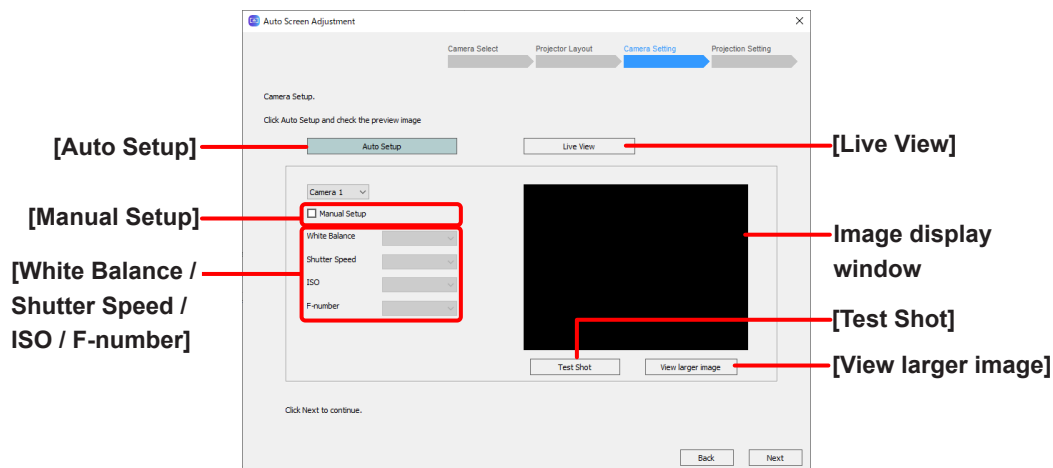 Auto Screen Adjustment
Camera Select
Projector Layout
Camera Setting
Projection Setting
Camera Setup.
Click Auto Setup and check the preview image
[Auto Setup]
Auto Setup
Live View
[Live View]
Camera 1
[Manual Setup]
Manual Setup
[White Balance /
Shutter Speed /
ISO / F-number]
White Balance
Shutter Speed
ISO
F-number
Image display
window
[Test Shot]
[View larger image]
Test Shot
View larger image
Click Next to continue.
Back
Next